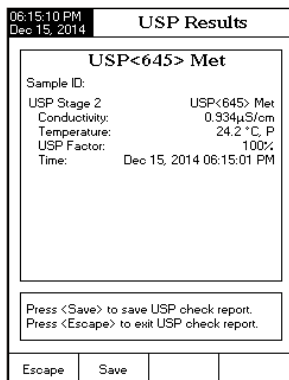 06:15:10 PM
Dec 15, 2014
USP Results
USP<645> Met
Sample ID:
USP Stage 2 USP<645> Met
Conductivity: 0.934µS/cm
Temperature: 24.2 °C, P
USP Factor: 100%
Time: Dec 15, 2014 06:15:01 PM
Press <Save> to save USP check report.
Press <Escape> to exit USP check report.
Escape Save